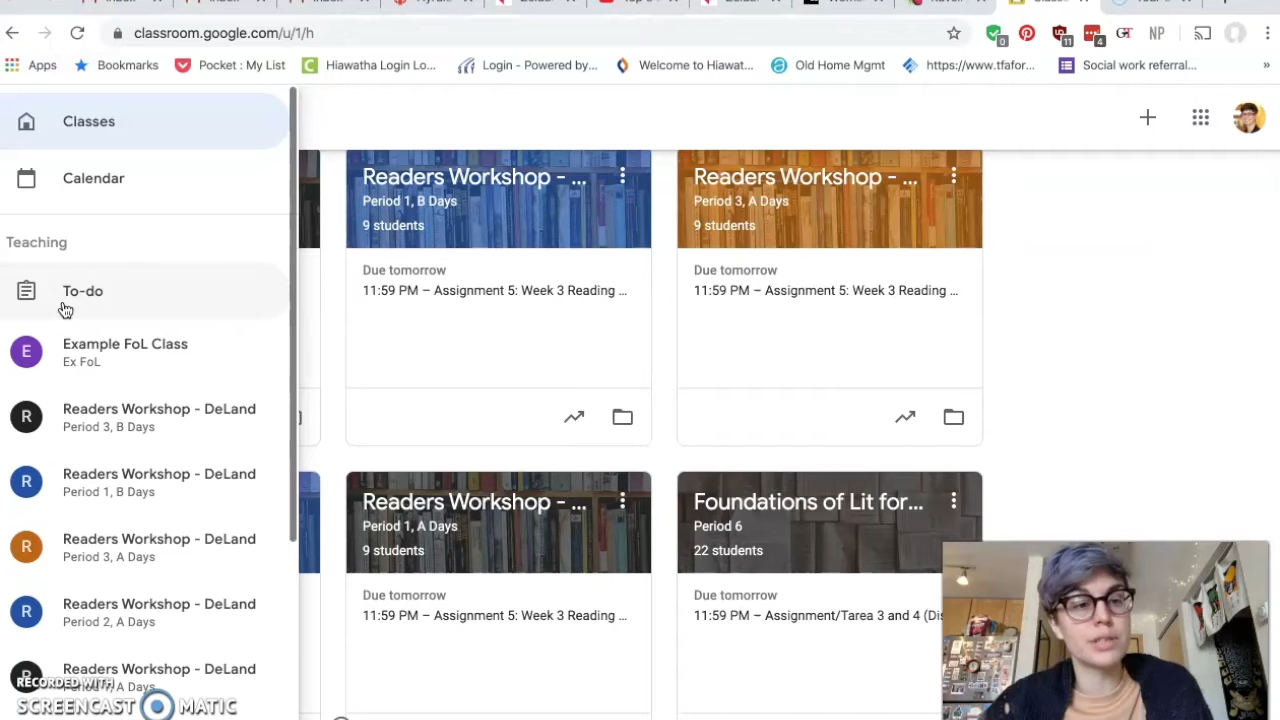 classroom.google.com/u/1/h
0
11
4
GT
NP
Apps
Bookmarks
Pocket : My List
Hiawatha Login Lo...
Login - Powered by...
Welcome to Hiawat...
Old Home Mgmt
https://www.tfafor...
Social work referral...
»
Classes
Calendar
Teaching
To-do
E
Example FoL Class
Ex FoL
R
Readers Workshop - DeLand
Period 3, B Days
R
Readers Workshop - DeLand
Period 1, B Days
R
Readers Workshop - DeLand
Period 3, A Days
R
Readers Workshop - DeLand
Period 2, A Days
R
Readers Workshop - DeLand
A Days
Readers Workshop - ...
Period 1, B Days
9 students
Due tomorrow
11:59 PM – Assignment 5: Week 3 Reading ...
Readers Workshop - ...
Period 3, A Days
9 students
Due tomorrow
11:59 PM – Assignment 5: Week 3 Reading ...
Readers Workshop - ...
Period 1, A Days
9 students
Due tomorrow
11:59 PM – Assignment 5: Week 3 Reading ...
Foundations of Lit for...
Period 6
22 students
Due tomorrow
11:59 PM – Assignment/Tarea 3 and 4 (Dis
RECORDED WITH
SCREENCAST MATIC